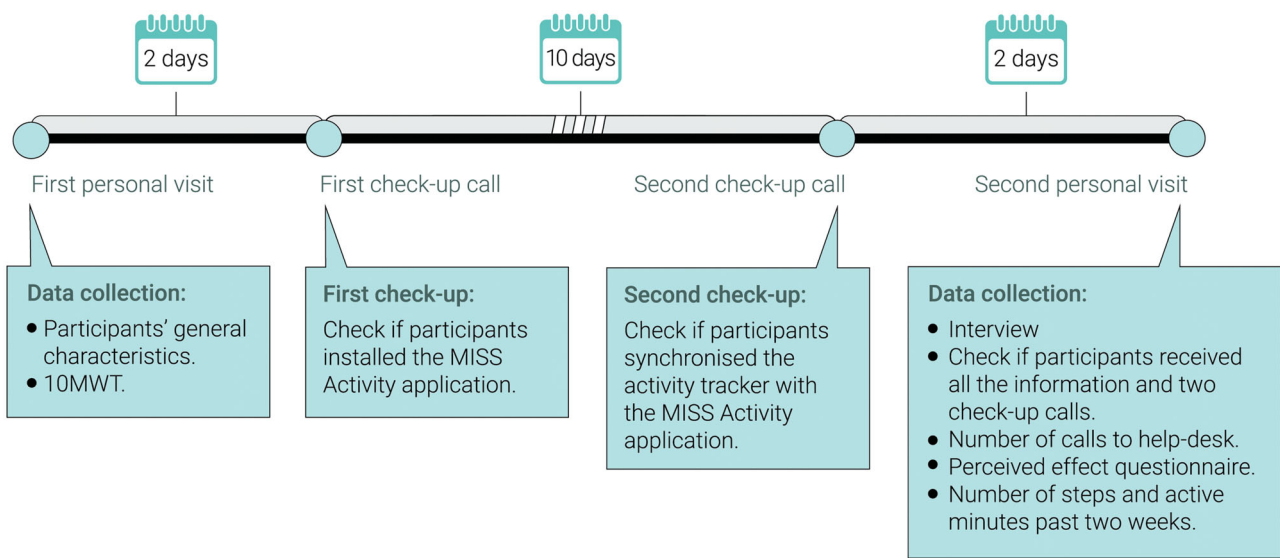 2 days
10 days
2 days
First personal visit
First check-up call
Second check-up call
Second personal visit
Data collection:
● Participants’ general
characteristics.
● 10MWT.
First check-up:
Check if participants
installed the MISS
Activity application.
Second check-up:
Check if participants
synchronised the
activity tracker with
the MISS Activity
application.
Data collection:
● Interview
● Check if participants received
all the information and two
check-up calls.
● Number of calls to help-desk.
● Perceived effect questionnaire.
● Number of steps and active
minutes past two weeks.